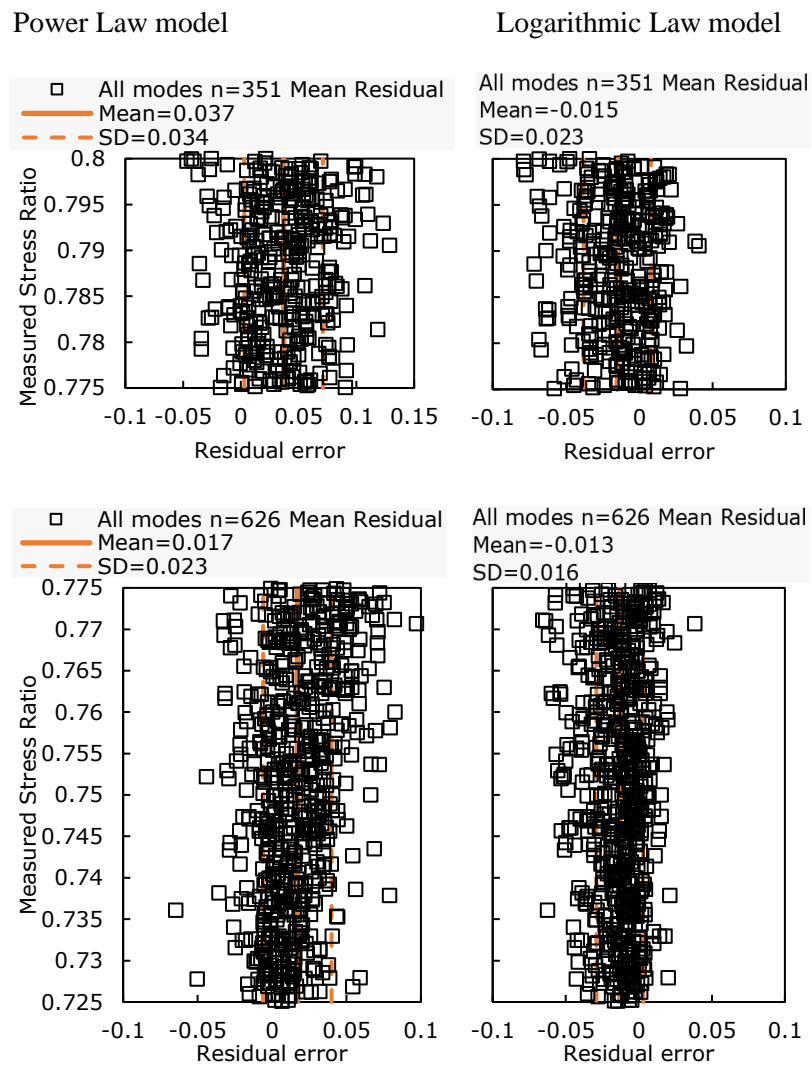 Power Law model
Logarithmic Law model
All modes n=351 Mean Residual
Mean=0.037
SD=0.034
All modes n=351 Mean Residual
Mean=-0.015
SD=0.023
Measured Stress Ratio
0.8
0.795
0.79
0.785
0.78
0.775
-0.1 -0.05 0 0.05 0.1 0.15
Residual error
-0.1 -0.05 0 0.05 0.1
Residual error
All modes n=626 Mean Residual
Mean=0.017
SD=0.023
All modes n=626 Mean Residual
Mean=-0.013
SD=0.016
Measured Stress Ratio
0.775
0.77
0.765
0.76
0.755
0.75
0.745
0.74
0.735
0.73
0.725
-0.1 -0.05 0 0.05 0.1
Residual error
-0.1 -0.05 0 0.05 0.1
Residual error